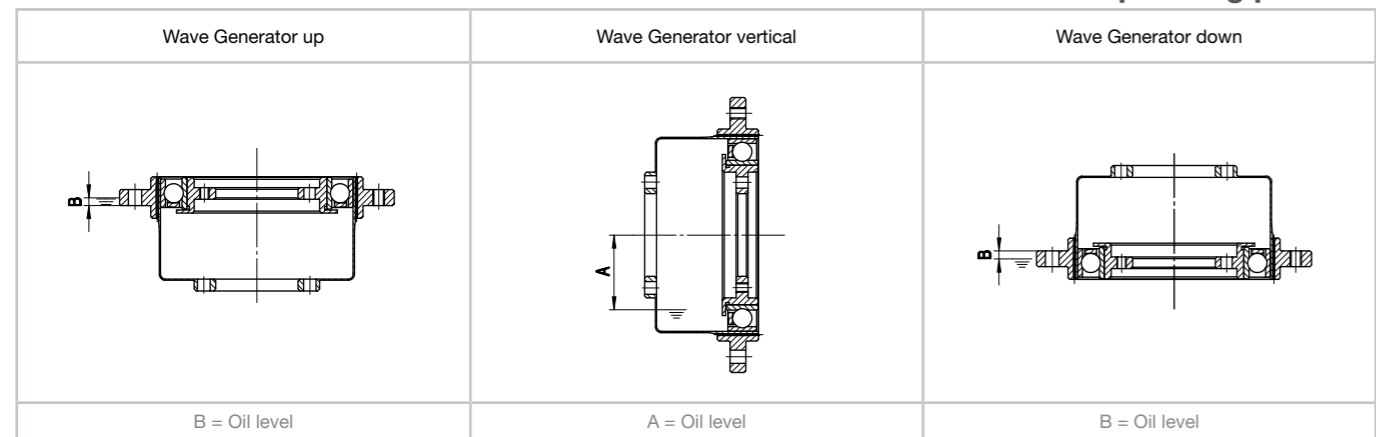 Wave Generator up
Wave Generator vertical
Wave Generator down
B
A
B
B = Oil level
A = Oil level
B = Oil level